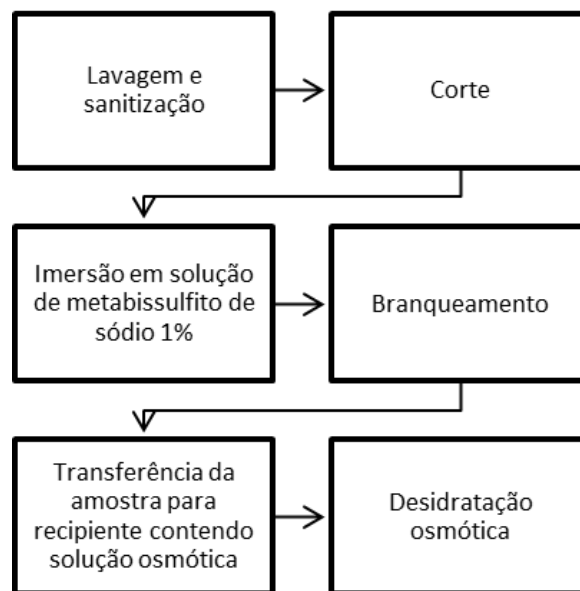 Lavagem e
sanitização
Corte
Imersão em solução
de metabissulfito de
sódio 1%
Branqueamento
Transferência da
amostra para
recipiente contendo
solução osmótica
Desidratação
osmótica